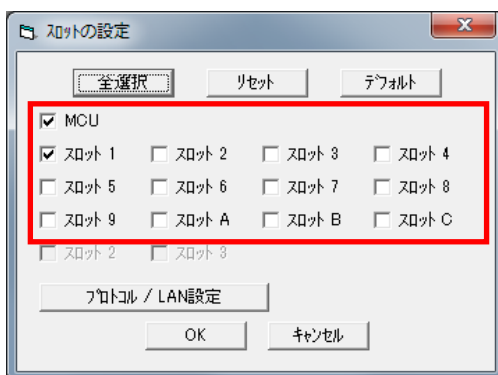 スロットの設定
全選択 リセット デフォルト
MCU
スロット 1 スロット 2 スロット 3 スロット 4
スロット 5 スロット 6 スロット 7 スロット 8
スロット 9 スロット A スロット B スロット C
スロット 2 スロット 3
プロトコル / LAN設定
OK キャンセル